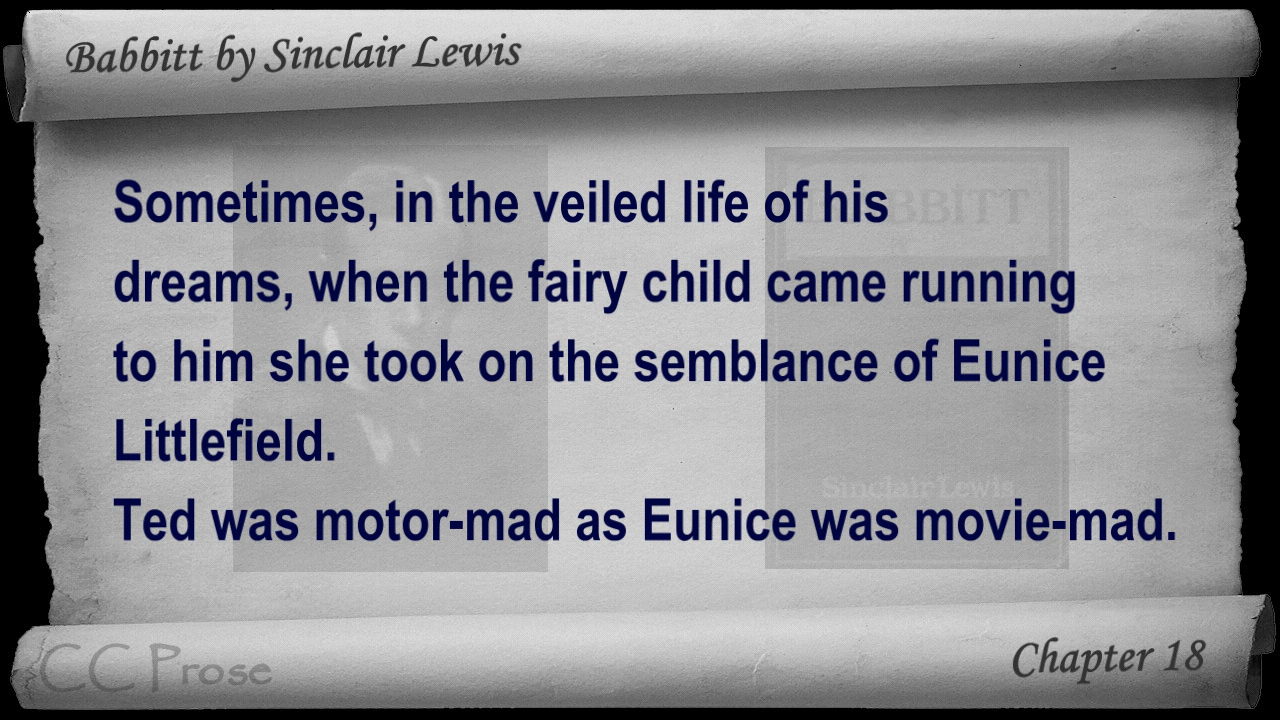 Babbitt by Sinclair Lewis
Sometimes, in the veiled life of his
dreams, when the fairy child came running
to him she took on the semblance of Eunice
Littlefield.
Ted was motor-mad as Eunice was movie-mad.
Sinclair Lewis
CC Prose
Chapter 18